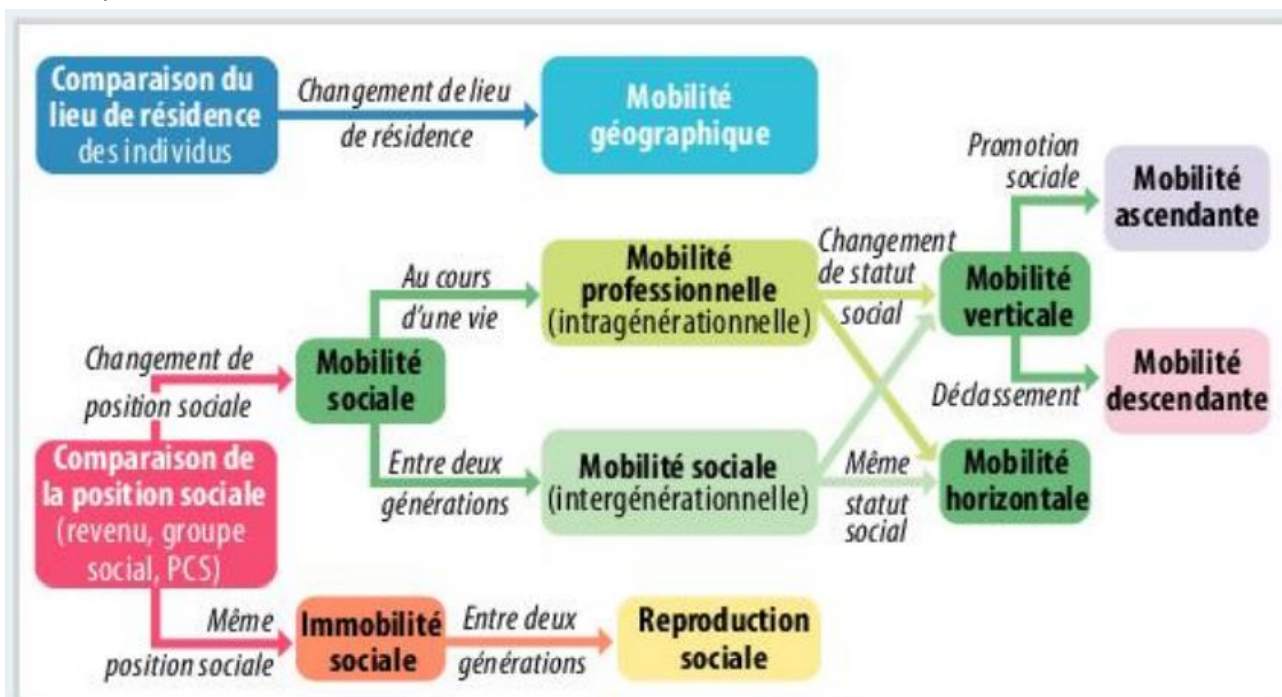 Comparaison du
lieu de résidence
des individus
Changement de lieu
de résidence
Mobilité
géographique
Promotion
sociale
Mobilité
ascendante
Au cours
d'une vie
Mobilité
professionnelle
(intragénérationnelle)
Changement
de statut
social
Mobilité
verticale
Changement de
position sociale
Mobilité
sociale
Déclassement
Mobilité
descendante
Comparaison de
la position sociale
(revenu, groupe
social, PCS)
Entre deux
générations
Mobilité sociale
(intergénérationnelle)
Même
statut
social
Mobilité
horizontale
Même
position sociale
Immobilité
sociale
Entre deux
générations
Reproduction
sociale